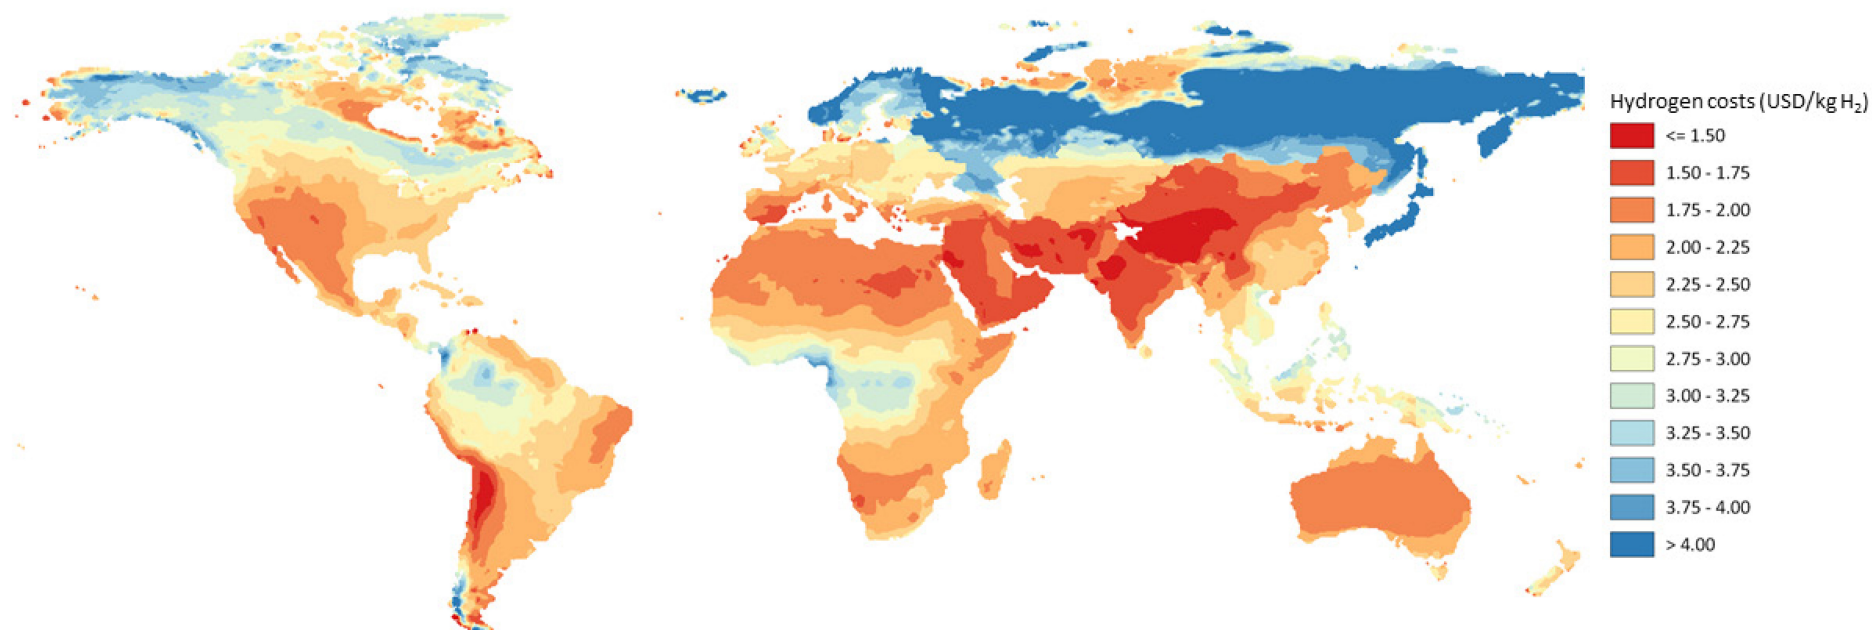 Hydrogen costs (USD/kg H₂)
<= 1.50
1.50 - 1.75
1.75 - 2.00
2.00 - 2.25
2.25 - 2.50
2.50 - 2.75
2.75 - 3.00
3.00 - 3.25
3.25 - 3.50
3.50 - 3.75
3.75 - 4.00
> 4.00